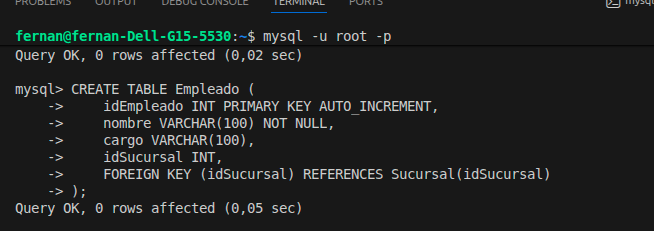 PROBLEMS OUTPUT DEBUG CONSOLE TERMINAL PORTS
fernan@fernan-Dell-G15-5530:~$ mysql -u root -p
Query OK, 0 rows affected (0,02 sec)
mysql> CREATE TABLE Empleado (
    ->     idEmpleado INT PRIMARY KEY AUTO_INCREMENT,
    ->     nombre VARCHAR(100) NOT NULL,
    ->     cargo VARCHAR(100),
    ->     idSucursal INT,
    ->     FOREIGN KEY (idSucursal) REFERENCES Sucursal(idSucursal)
    -> );
Query OK, 0 rows affected (0,05 sec)